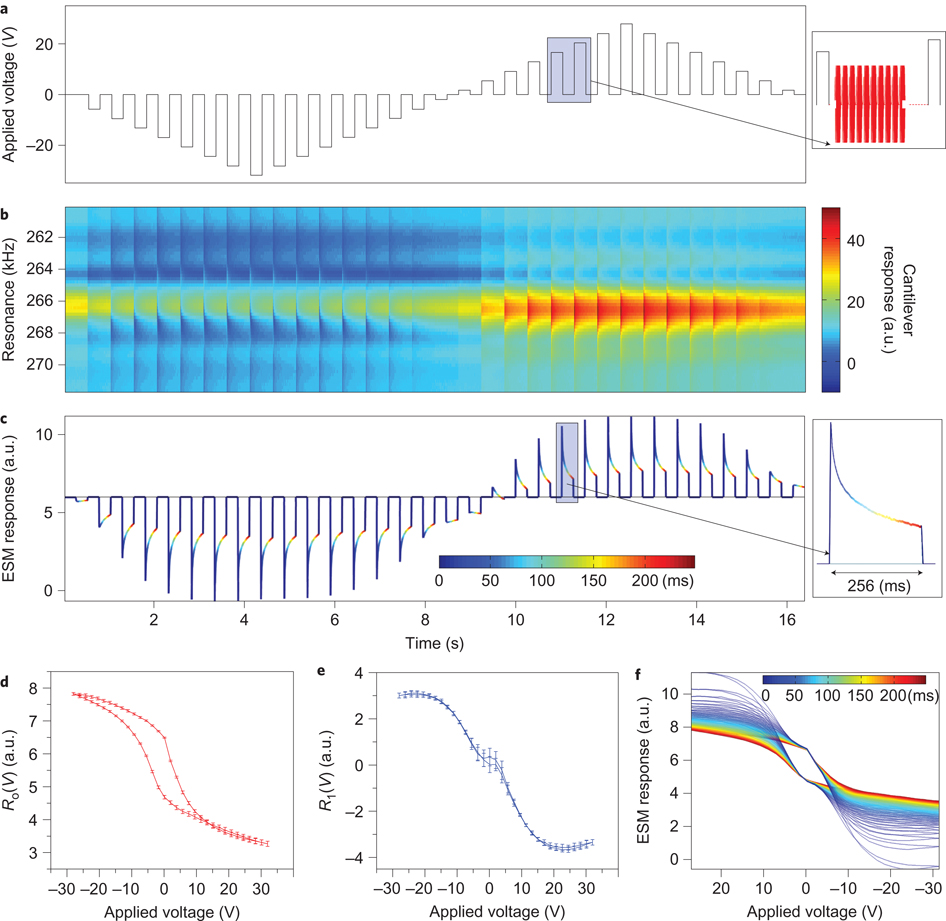 a
Applied voltage (V)
20
0
−20
b
Resonance (kHz)
262
264
266
268
270
40
20
0
Cantilever
response (a.u.)
c
ESM response (a.u.)
10
5
0
0 50 100 150 200 (ms)
2 4 6 8 10 12 14 16
Time (s)
256 (ms)
d
R₀(V) (a.u.)
8
7
6
5
4
3
−30 −20 −10 0 10 20 30
Applied voltage (V)
e
R₁(V) (a.u.)
4
2
0
−2
−4
−30 −20 −10 0 10 20 30
Applied voltage (V)
f
ESM response (a.u.)
0 50 100 150 200(ms)
10
8
6
4
2
0
20 10 0 −10 −20 −30
Applied voltage (V)